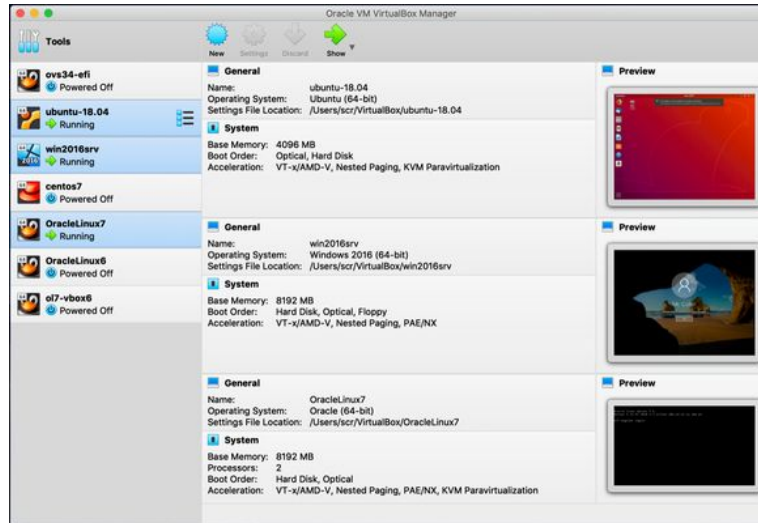 Oracle VM VirtualBox Manager
Tools
New Settings Discard Show
ovs34-efi
Powered Off
ubuntu-18.04
Running
win2016srv
Running
centos7
Powered Off
OracleLinux7
Running
OracleLinux6
Powered Off
ol7-vbox6
Powered Off
General
Name: ubuntu-18.04
Operating System: Ubuntu (64-bit)
Settings File Location: /Users/scr/VirtualBox/ubuntu-18.04
System
Base Memory: 4096 MB
Boot Order: Optical, Hard Disk
Acceleration: VT-x/AMD-V, Nested Paging, KVM Paravirtualization
Preview
General
Name: win2016srv
Operating System: Windows 2016 (64-bit)
Settings File Location: /Users/scr/VirtualBox/win2016srv
System
Base Memory: 8192 MB
Boot Order: Hard Disk, Optical, Floppy
Acceleration: VT-x/AMD-V, Nested Paging, PAE/NX
Preview
General
Name: OracleLinux7
Operating System: Oracle (64-bit)
Settings File Location: /Users/scr/VirtualBox/OracleLinux7
System
Base Memory: 8192 MB
Processors: 2
Boot Order: Hard Disk, Optical
Acceleration: VT-x/AMD-V, Nested Paging, PAE/NX, KVM Paravirtualization
Preview